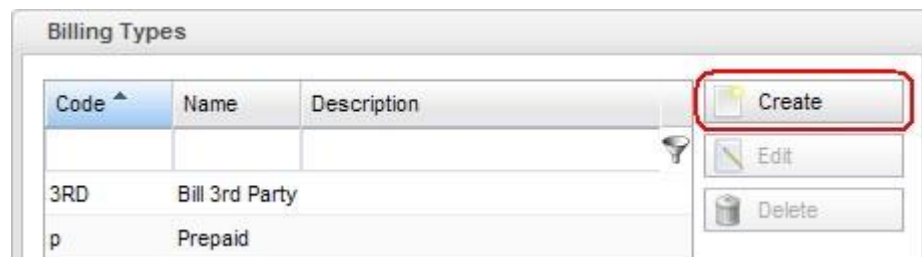 Billing Types
Code Name Description
Create
Edit
3RD Bill 3rd Party
Delete
p Prepaid